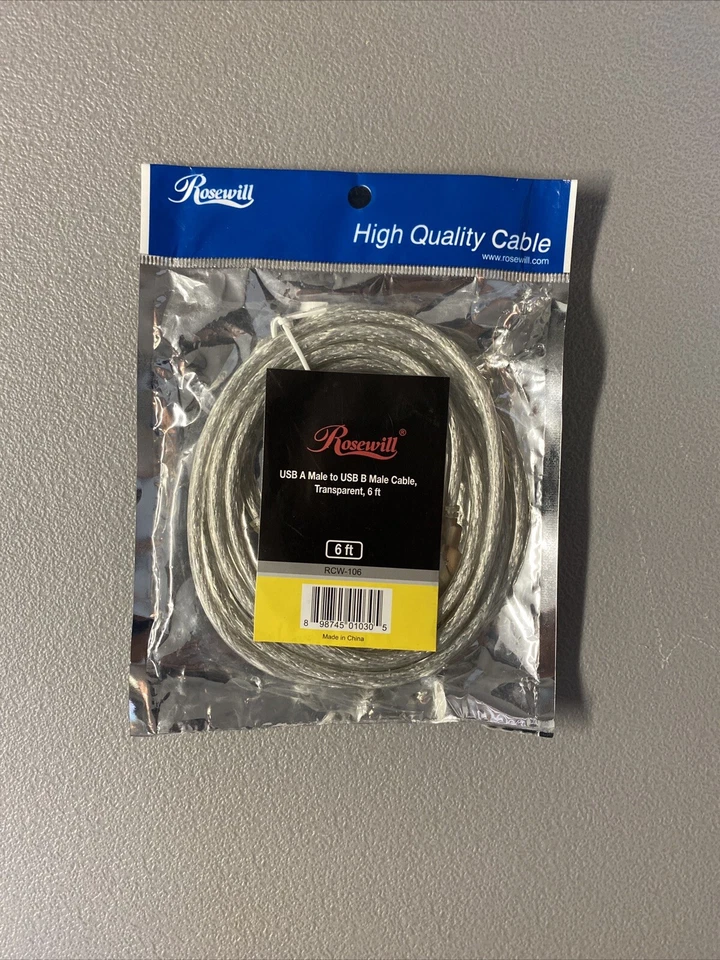 Rosewill
High Quality Cable
www.rosewill.com
Rosewill®
USB A Male to USB B Male Cable,
Transparent, 6 ft
6 ft
RCW-106
8 98745 01030 5
Made in China